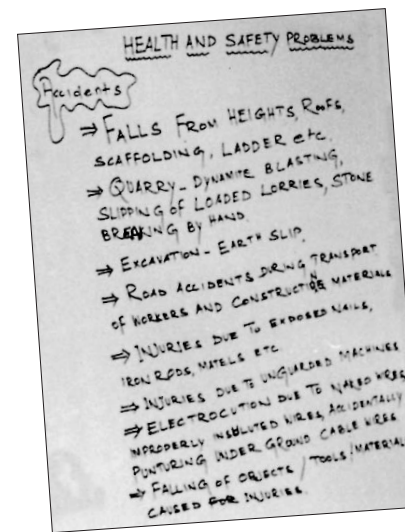 HEALTH AND SAFETY PROBLEMS
Accidents
⇒ FALLS FROM HEIGHTS, ROOFS,
SCAFFOLDING, LADDER etc.
⇒ QUARRY - DYNAMITE BLASTING,
SLIPPING OF LOADED LORRIES, STONE
BREAKING BY HAND.
⇒ EXCAVATION - EARTH SLIP.
⇒ ROAD ACCIDENTS DURING TRANSPORT
OF WORKERS AND CONSTRUCTION MATERIALS
⇒ INJURIES DUE TO EXPOSED NAILS,
IRON RODS, MATELS ETC.
⇒ INJURIES DUE TO UNGUARDED MACHINES
⇒ ELECTROCUTION DUE TO NAKED WIRES,
IMPROPERLY INSULUTED WIRES, ACCIDENTALLY
PUNTURING UNDER GROUND CABLE WIRES
⇒ FALLING OF OBJECTS / TOOLS / MATERIAL
CAUSED FOR INJURIES.